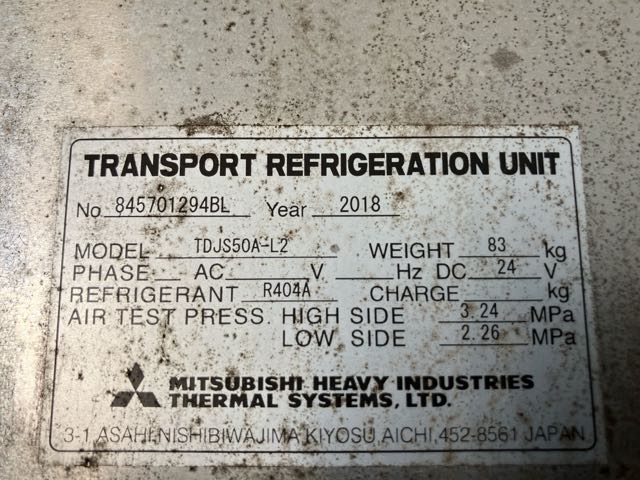 TRANSPORT REFRIGERATION UNIT
No. 845701294BL Year 2018
MODEL TDJS50A-L2 WEIGHT 83 kg
PHASE AC V Hz DC 24 V
REFRIGERANT R404A CHARGE kg
AIR TEST PRESS. HIGH SIDE 3.24 MPa
LOW SIDE 2.26 MPa
MITSUBISHI HEAVY INDUSTRIES
THERMAL SYSTEMS, LTD.
3-1, ASAHI, NISHIBIWAJIMA, KIYOSU, AICHI, 452-8561 JAPAN